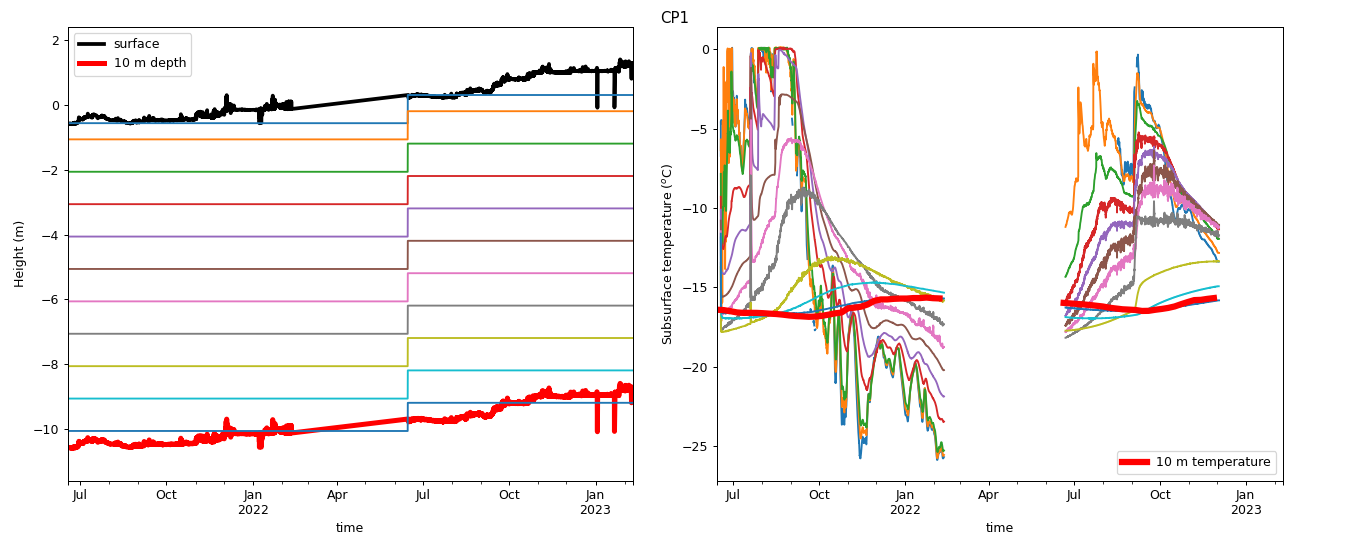 CP1
surface
10 m depth
Height (m)
2
0
−2
−4
−6
−8
−10
Jul
Oct
Jan
2022
Apr
Jul
Oct
Jan
2023
time
Subsurface temperature (°C)
0
−5
−10
−15
−20
−25
10 m temperature
Jul
Oct
Jan
2022
Apr
Jul
Oct
Jan
2023
time